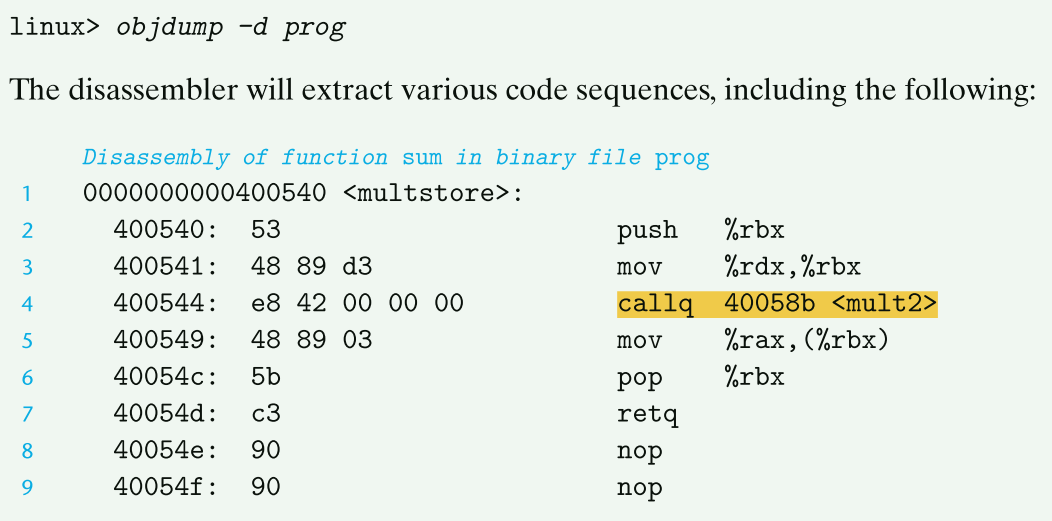 linux> objdump -d prog
The disassembler will extract various code sequences, including the following:
Disassembly of function sum in binary file prog
1 0000000000400540 <multstore>:
2 400540: 53 push %rbx
3 400541: 48 89 d3 mov %rdx,%rbx
4 400544: e8 42 00 00 00 callq 40058b <mult2>
5 400549: 48 89 03 mov %rax,(%rbx)
6 40054c: 5b pop %rbx
7 40054d: c3 retq
8 40054e: 90 nop
9 40054f: 90 nop